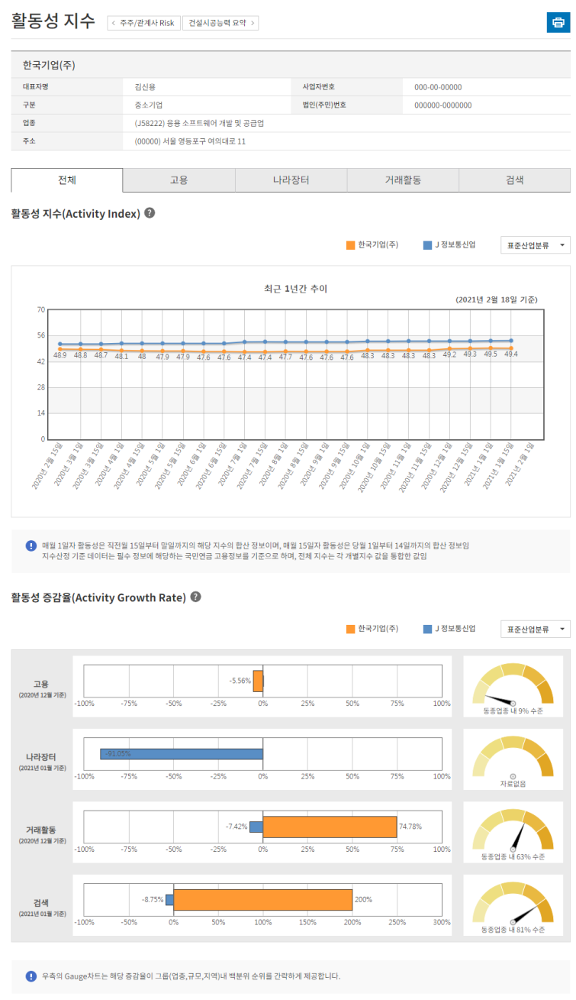 활동성 지수
< 주주/관계사 Risk
건설시공능력 요약 >
한국기업(주)
대표자명 김신용 사업자번호 000-00-00000
구분 중소기업 법인(주민)번호 000000-0000000
업종 (J58222) 응용 소프트웨어 개발 및 공급업
주소 (00000) 서울 영등포구 여의대로 11
전체 고용 나라장터 거래활동 검색
활동성 지수(Activity Index) ?
한국기업(주) J 정보통신업 표준산업분류
최근 1년간 추이
(2021년 2월 18일 기준)
70
56
48.9 48.8 48.7 48.1 48 47.9 47.9 47.6 47.6 47.4 47.4 47.7 47.6 47.6 47.6 48.3 48.3 48.3 48.3 49.2 49.3 49.5 49.4
42
28
14
0
2020년 2월 15일 2020년 3월 1일 2020년 3월 15일 2020년 4월 1일 2020년 4월 15일 2020년 5월 1일 2020년 5월 15일 2020년 6월 1일 2020년 6월 15일 2020년 7월 1일 2020년 7월 15일 2020년 8월 1일 2020년 8월 15일 2020년 9월 1일 2020년 9월 15일 2020년 10월 1일 2020년 10월 15일 2020년 11월 1일 2020년 11월 15일 2020년 12월 1일 2020년 12월 15일 2021년 1월 1일 2021년 1월 15일 2021년 2월 1일
매월 1일자 활동성은 직전월 15일부터 말일까지의 해당 지수의 합산 정보이며, 매월 15일자 활동성은 당월 1일부터 14일까지의 합산 정보임
지수산정 기준 데이터는 필수 정보에 해당하는 국민연금 고용정보를 기준으로 하며, 전체 지수는 각 개별지수 값을 통합한 값임
활동성 증감율(Activity Growth Rate) ?
한국기업(주) J 정보통신업 표준산업분류
고용
(2020년 12월 기준)
-5.56%
-100% -75% -50% -25% 0% 25% 50% 75% 100%
동종업종 내 9% 수준
나라장터
(2021년 01월 기준)
-91.05%
-100% -75% -50% -25% 0% 25% 50% 75% 100%
자료없음
거래활동
(2020년 12월 기준)
-7.42% 74.78%
-100% -75% -50% -25% 0% 25% 50% 75% 100%
동종업종 내 63% 수준
검색
(2021년 01월 기준)
-8.75% 200%
-100% -50% 0% 50% 100% 150% 200% 250% 300%
동종업종 내 81% 수준
우측의 Gauge차트는 해당 증감율이 그룹(업종,규모,지역)내 백분위 순위를 간략하게 제공합니다.